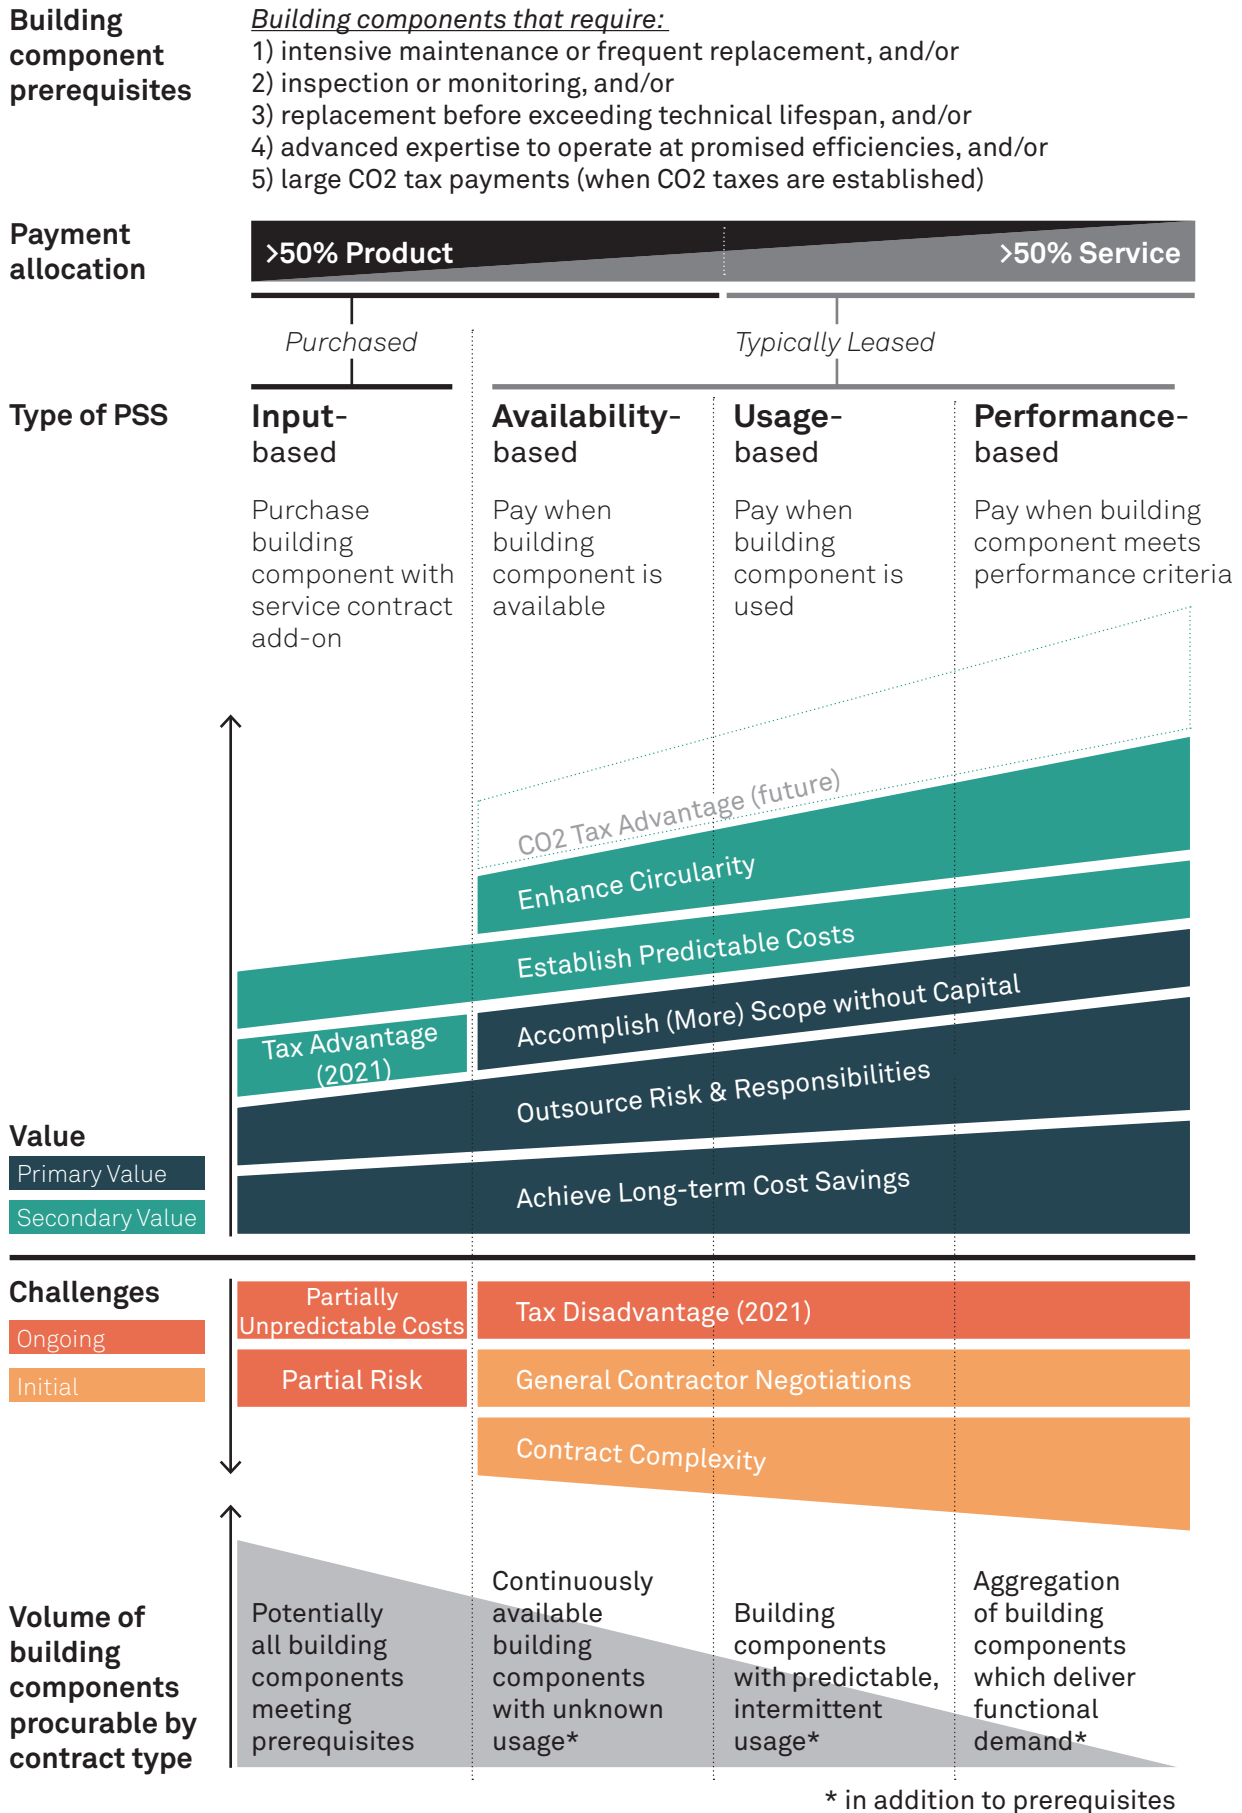 Building
component
prerequisites
Building components that require:
1) intensive maintenance or frequent replacement, and/or
2) inspection or monitoring, and/or
3) replacement before exceeding technical lifespan, and/or
4) advanced expertise to operate at promised efficiencies, and/or
5) large CO2 tax payments (when CO2 taxes are established)
Payment
allocation
>50% Product
>50% Service
Purchased
Typically Leased
Type of PSS
Input-
based
Purchase
building
component with
service contract
add-on
Availability-
based
Pay when
building
component is
available
Usage-
based
Pay when
building
component is
used
Performance-
based
Pay when building
component meets
performance criteria
CO2 Tax Advantage (future)
Enhance Circularity
Establish Predictable Costs
Accomplish (More) Scope without Capital
Tax Advantage
(2021)
Outsource Risk & Responsibilities
Achieve Long-term Cost Savings
Value
Primary Value
Secondary Value
Challenges
Ongoing
Initial
Partially
Unpredictable Costs
Partial Risk
Tax Disadvantage (2021)
General Contractor Negotiations
Contract Complexity
Volume of
building
components
procurable by
contract type
Potentially
all building
components
meeting
prerequisites
Continuously
available
building
components
with unknown
usage*
Building
components
with predictable,
intermittent
usage*
Aggregation
of building
components
which deliver
functional
demand*
* in addition to prerequisites